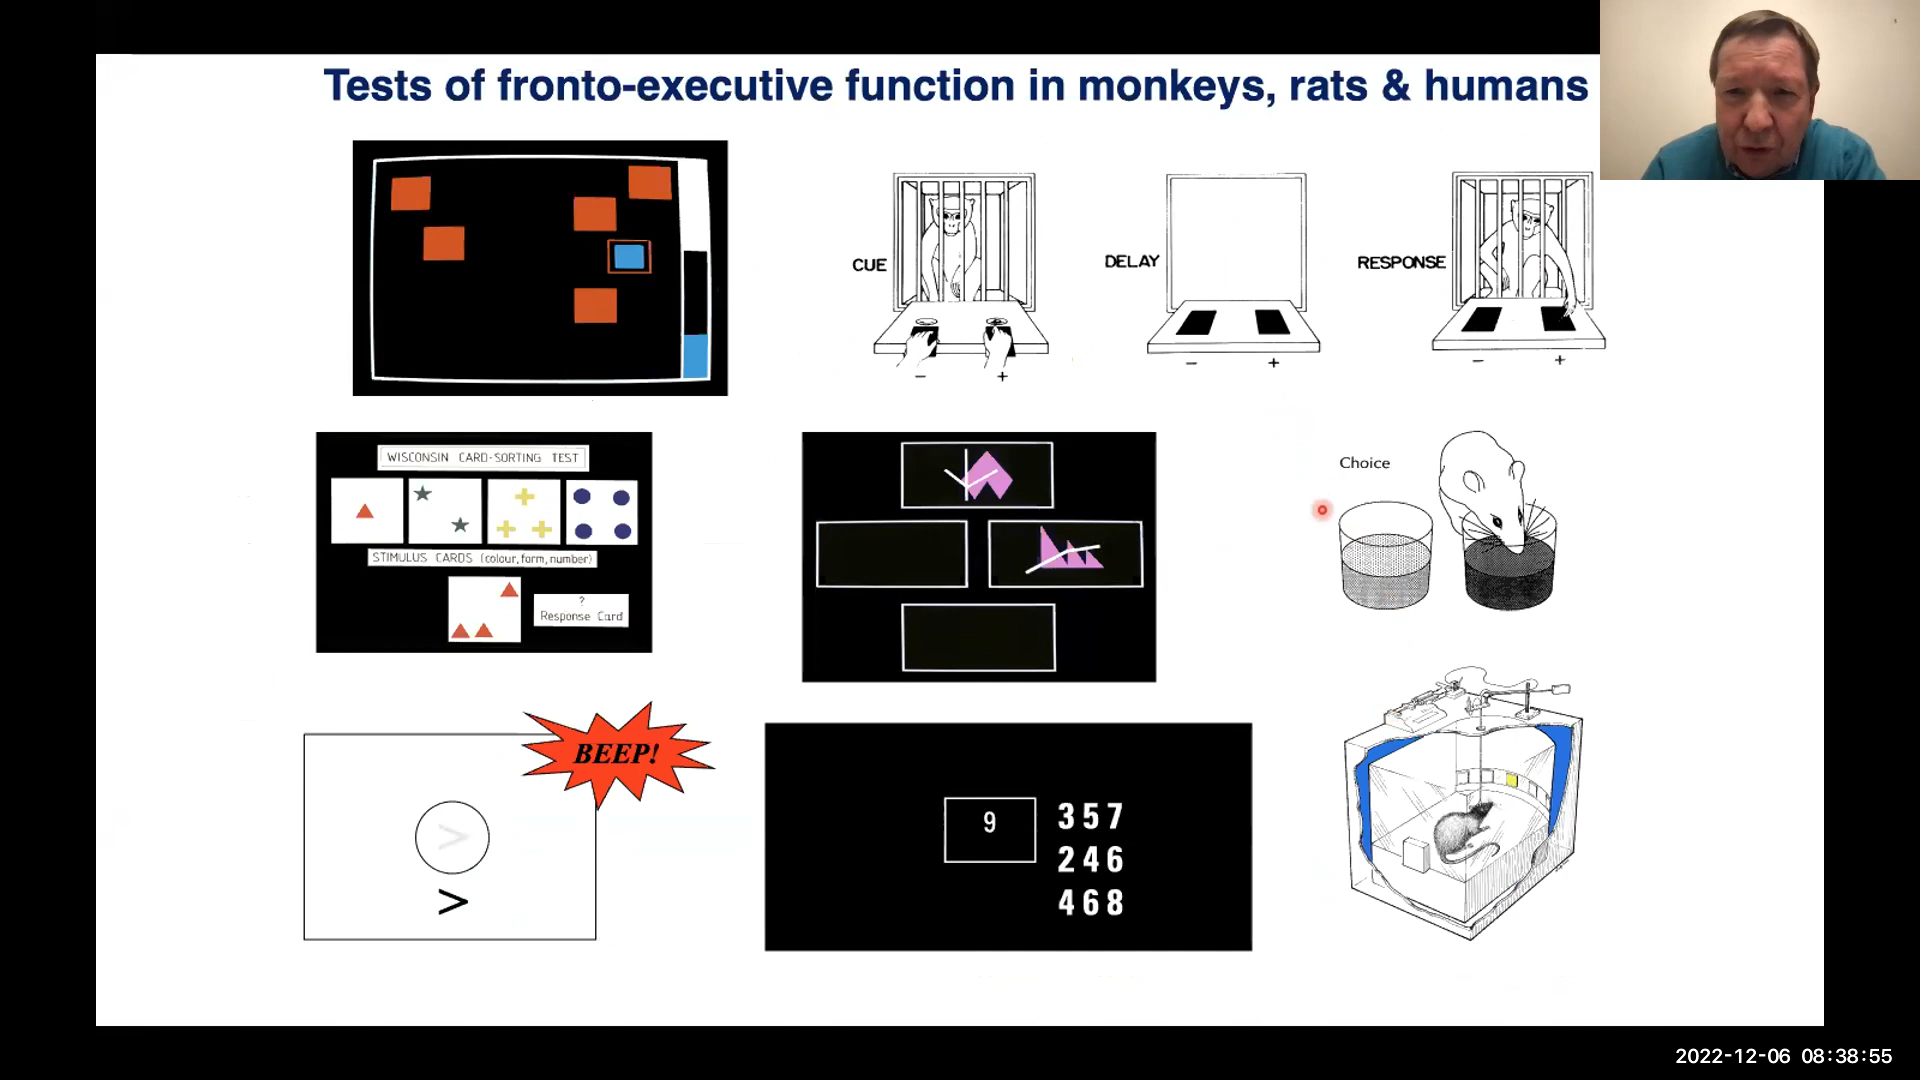 Tests of fronto-executive function in monkeys, rats & humans
CUE
DELAY
RESPONSE
− +
− +
− +
WISCONSIN CARD-SORTING TEST
STIMULUS CARDS (colour, form, number)
?
Response Card
Choice
BEEP!
>
>
9
357
246
468
2022-12-06 08:38:55